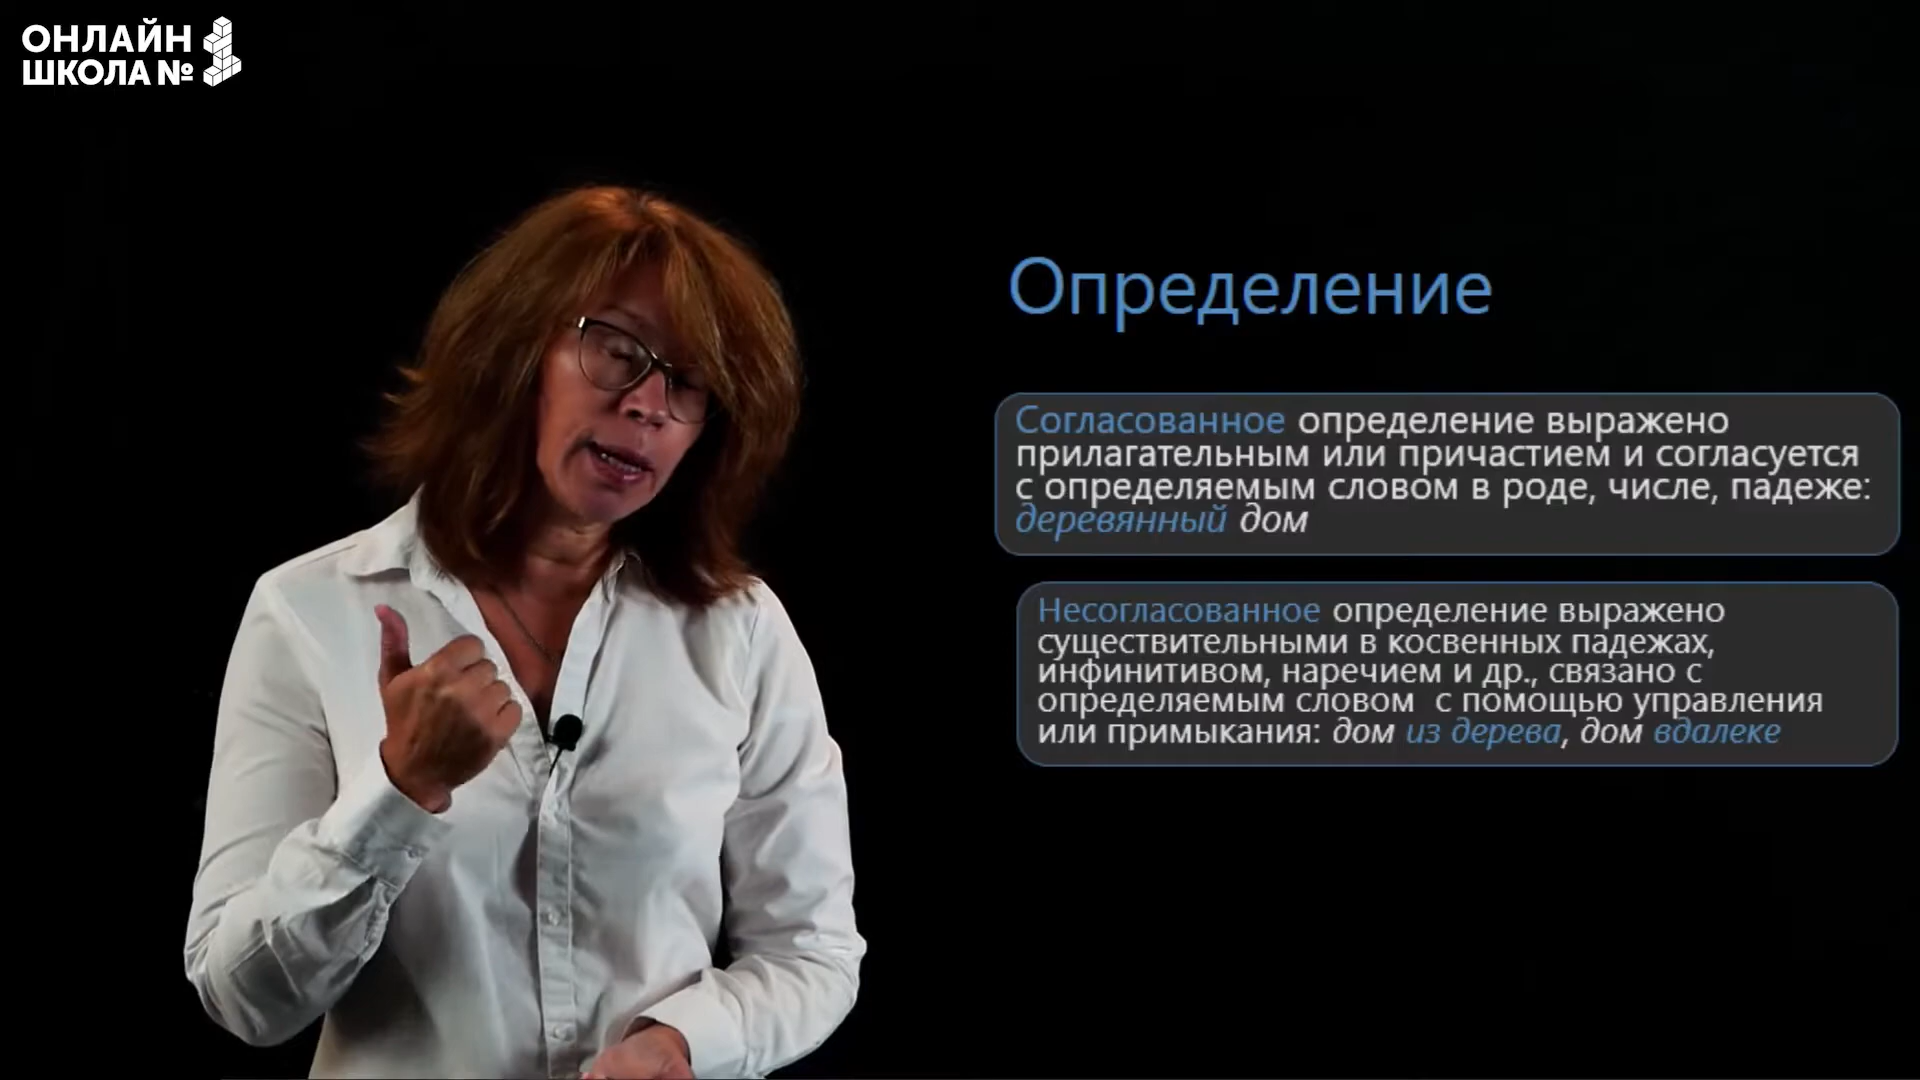 ОНЛАЙН
ШКОЛА №1
Определение
Согласованное определение выражено
прилагательным или причастием и согласуется
с определяемым словом в роде, числе, падеже:
деревянный дом
Несогласованное определение выражено
существительными в косвенных падежах,
инфинитивом, наречием и др., связано с
определяемым словом с помощью управления
или примыкания: дом из дерева, дом вдалеке